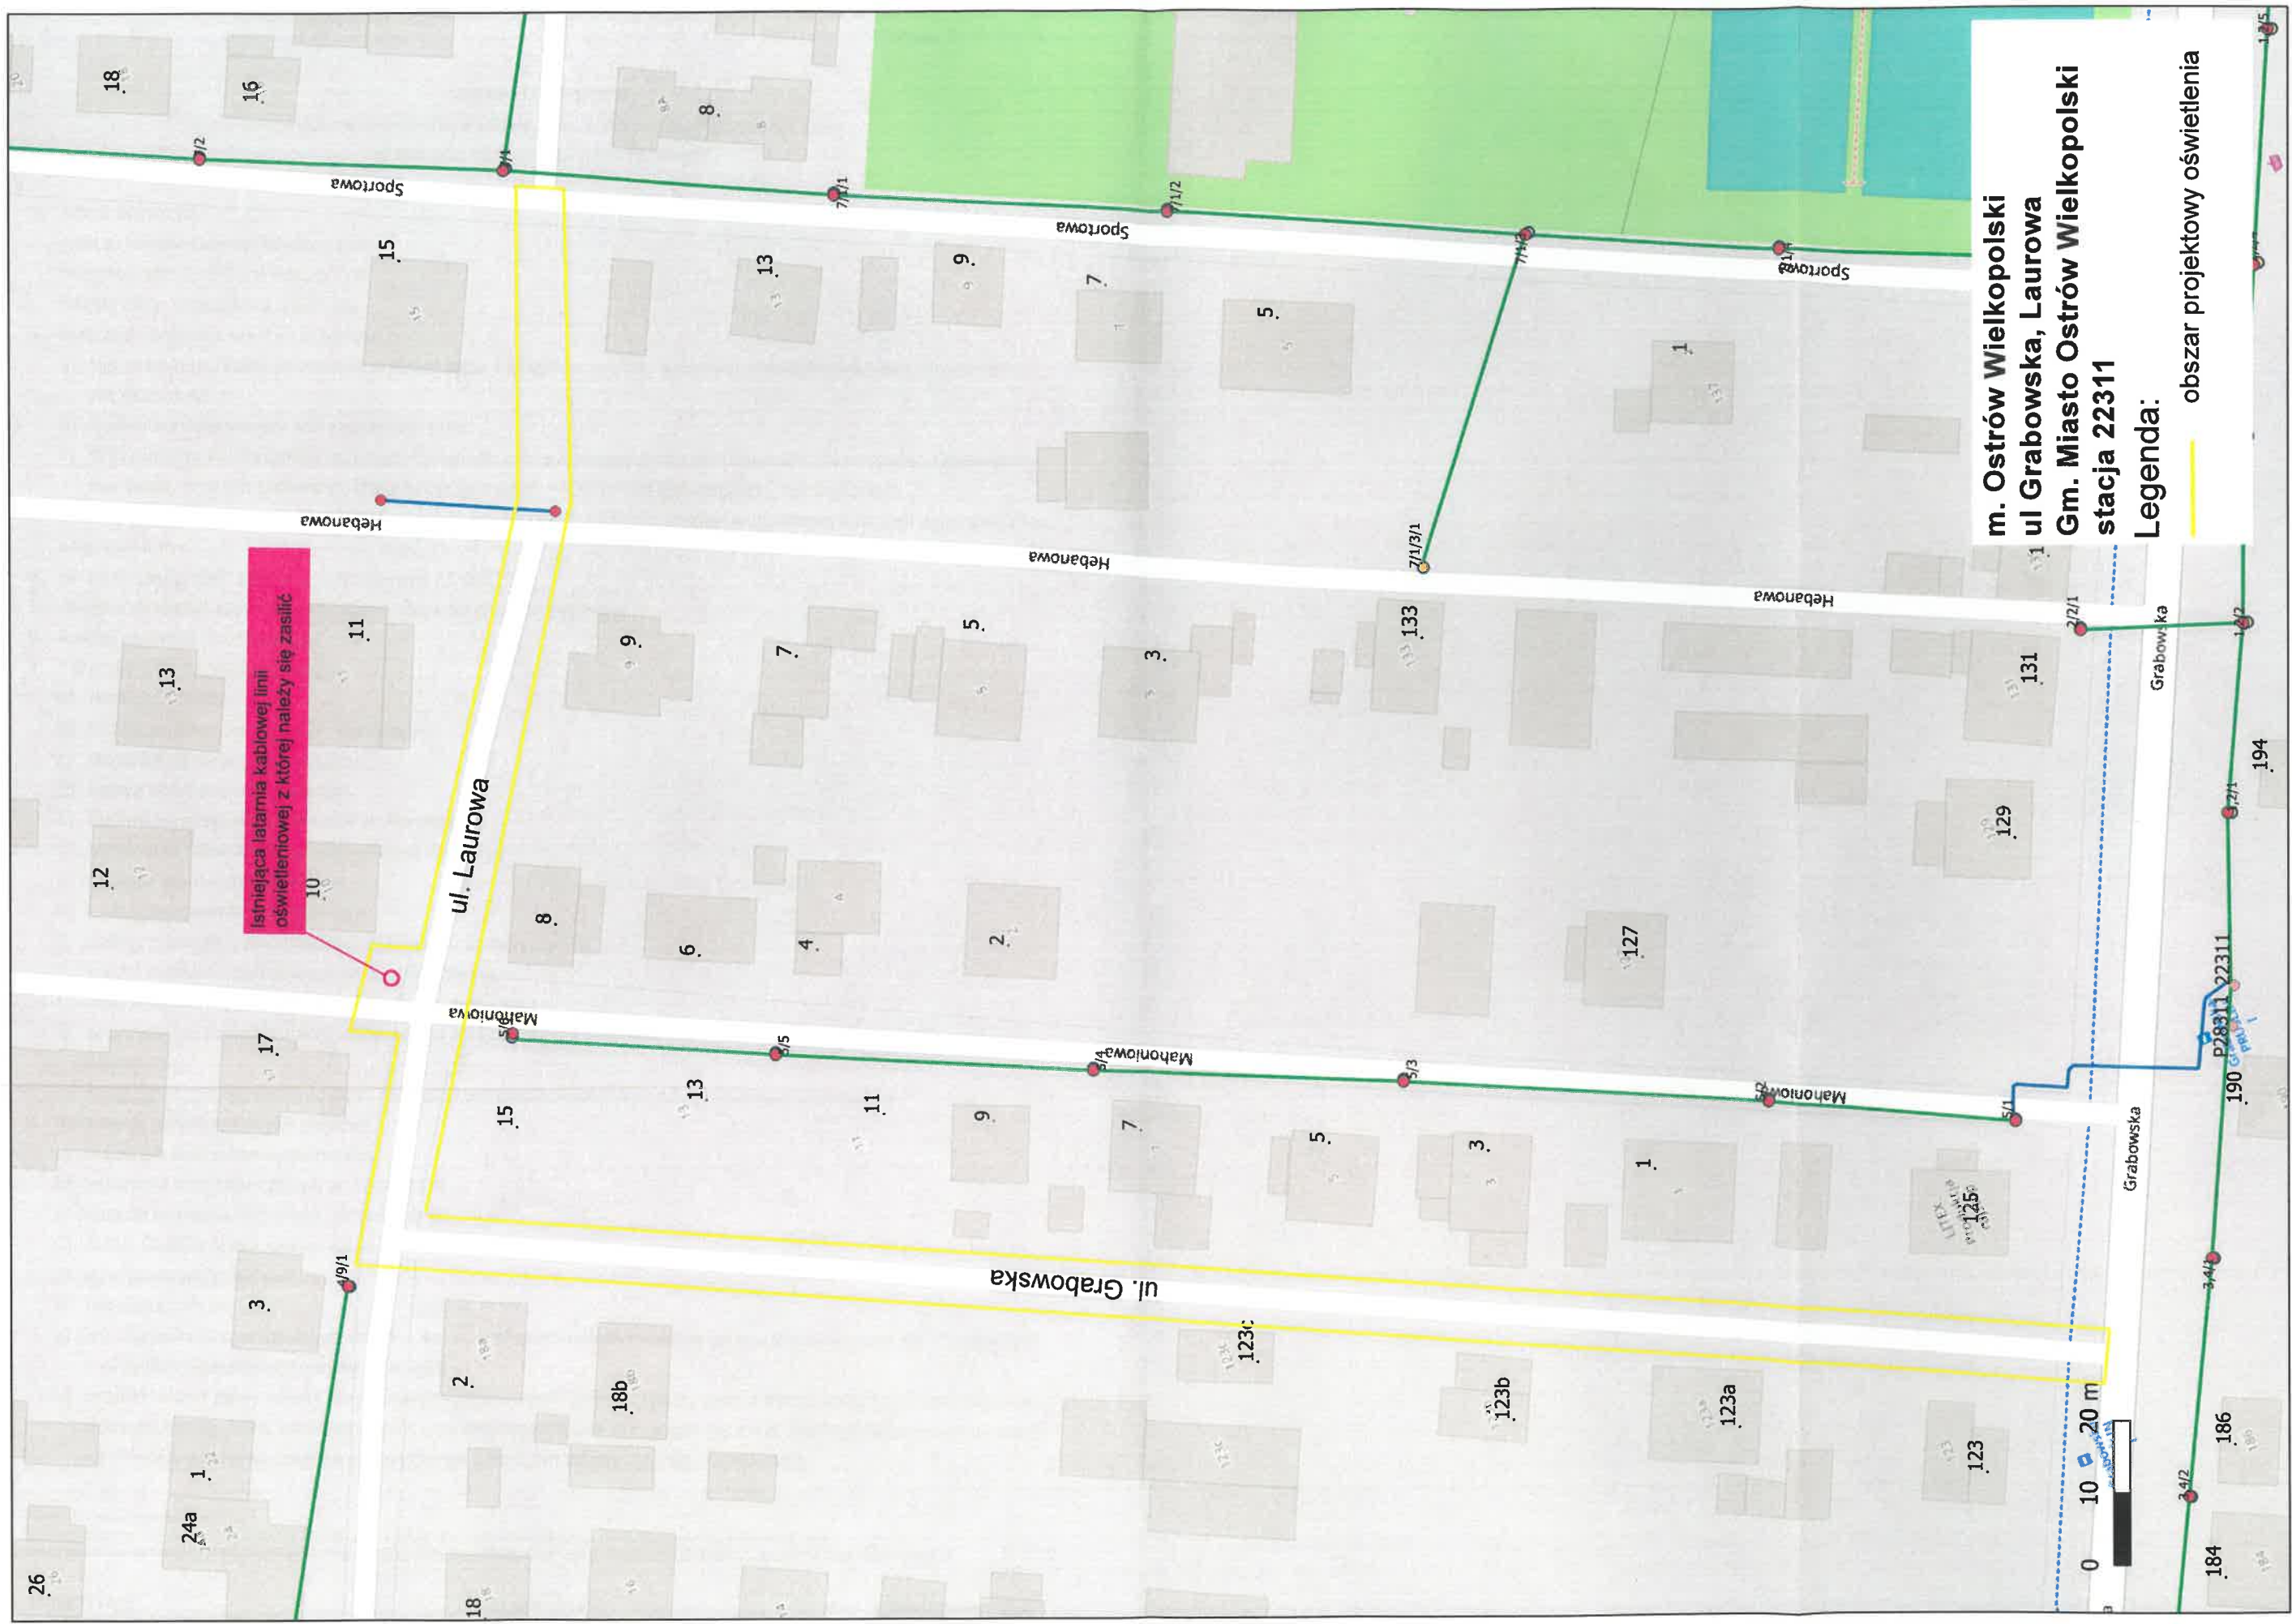 m. Ostrów Wielkopolski
ul Grabowska, Laurowa
Gm. Miasto Ostrów Wielkopolski
stacja 22311
Legenda:
obszar projektowy oświetlenia
Istniejąca latarnia kablowej linii
oświetleniowej z której należy się zasilić
ul. Laurowa
ul. Grabowska
Sportowa
Sportowa
Sportowa
Hebanowa
Hebanowa
Hebanowa
Mahoniowa
Mahoniowa
Mahoniowa
Grabowska
Grabowska
26
24a
1
3
17
12
10
13
11
15
18
16
8
18
2
18b
15
13
11
9
7
5
3
1
8
6
4
2
9
7
5
3
133
13
9
7
5
1
123c
123b
123a
123
125
127
129
131
184
186
190
194
4/9/1
5/6
5/5
5/4
5/3
5/2
5/1
7/1/1
7/1/2
7/1/3/1
2/2/1
3,4/1
3,4/2
P28311 22311
0 10 20 m